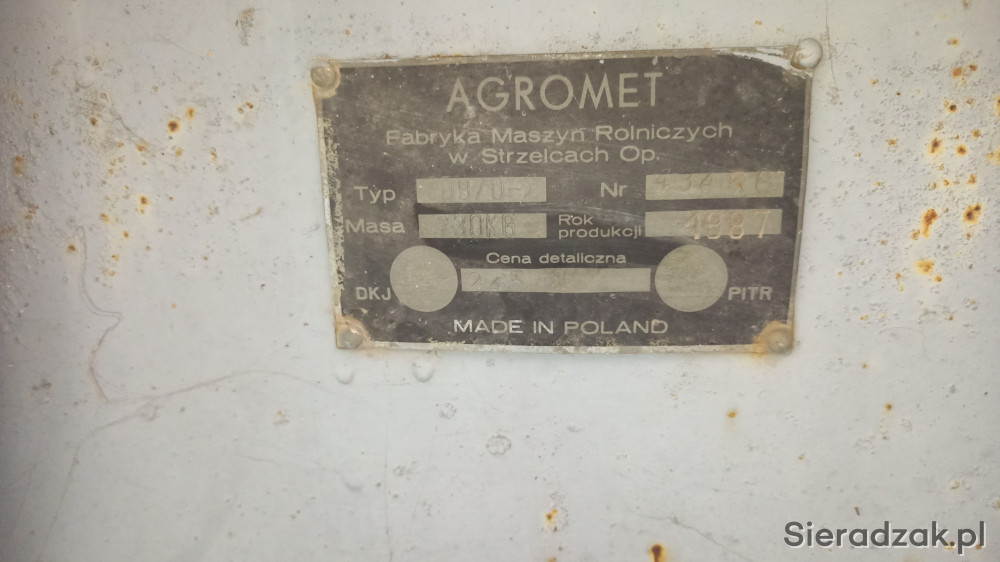 AGROMET
Fabryka Maszyn Rolniczych
w Strzelcach Op.
Typ Nr
Masa Rok produkcji 1987
Cena detaliczna
DKJ PITR
MADE IN POLAND
Sieradzak.pl